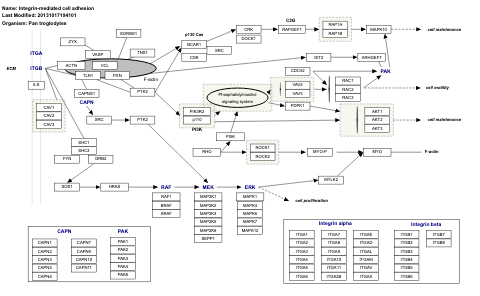 Name: Integrin-mediated cell adhesion
Last Modified: 20131017194101
Organism: Pan troglodytes
SORBS1
ZYX
VASP
TNS1
ITGA
ITGB
ECM
ACTN
VCL
TLN1
PXN
F-actin
ILK
CAPNS1
CAPN
PTK2
p130 Cas
BCAR1
CSK
SRC
CRK
DOCK1
C3G
RAPGEF1
RAP1A
RAP1B
MAPK10
cell maintenance
GIT2
ARHGEF7
PAK
CDC42
RAC1
RAC2
RAC3
VAV2
VAV3
PDPK1
cell motility
Phosphatidylinositol
signaling system
PIK3R2
p110
PI3K
AKT1
AKT2
AKT3
cell maintenance
CAV1
CAV2
CAV3
SRC
PTK2
SHC1
SHC3
FYN
GRB2
RHO
ROCK1
ROCK2
MYO-P
MYO
F-actin
SOS1
HRAS
RAF
MEK
ERK
MYLK2
cell proliferation
RAF1
BRAF
ARAF
MAP2K1
MAP2K2
MAP2K3
MAP2K5
MAP2K6
SEPP1
MAPK1
MAPK4
MAPK6
MAPK7
MAPK12
CAPN
CAPN1
CAPN2
CAPN3
CAPN5
CAPN6
CAPN7
CAPN9
CAPN10
CAPN11
PAK
PAK1
PAK2
PAK3
PAK4
PAK6
Integrin alpha
ITGA1
ITGA2
ITGA3
ITGA4
ITGA5
ITGA6
ITGA7
ITGA8
ITGA9
ITGA10
ITGA11
ITGA2B
ITGAD
ITGAL
ITGAM
ITGAV
ITGAX
Integrin beta
ITGB1
ITGB2
ITGB3
ITGB4
ITGB5
ITGB6
ITGB7
ITGB8